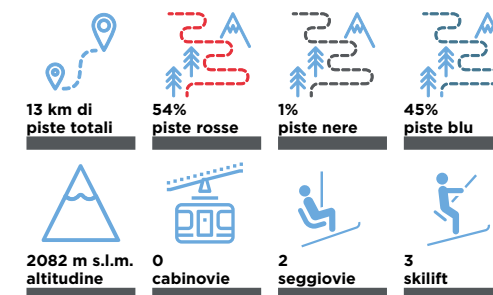 13 km di
piste totali
54%
piste rosse
1%
piste nere
45%
piste blu
2082 m s.l.m.
altitudine
0
cabinovie
2
seggiovie
3
skilift